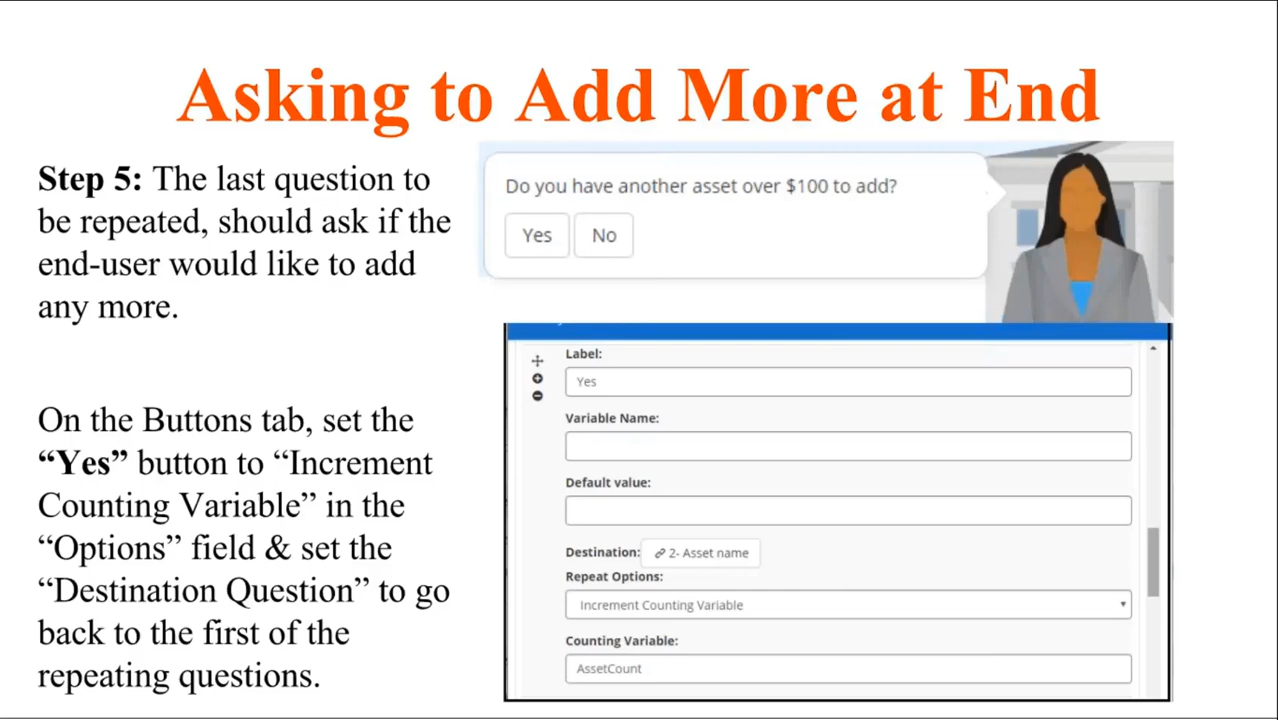 Asking to Add More at End
Step 5: The last question to
be repeated, should ask if the
end-user would like to add
any more.
On the Buttons tab, set the
“Yes” button to “Increment
Counting Variable” in the
“Options” field & set the
“Destination Question” to go
back to the first of the
repeating questions.
Do you have another asset over $100 to add?
Yes No
Label:
Yes
Variable Name:
Default value:
Destination: 2- Asset name
Repeat Options:
Increment Counting Variable
Counting Variable:
AssetCount